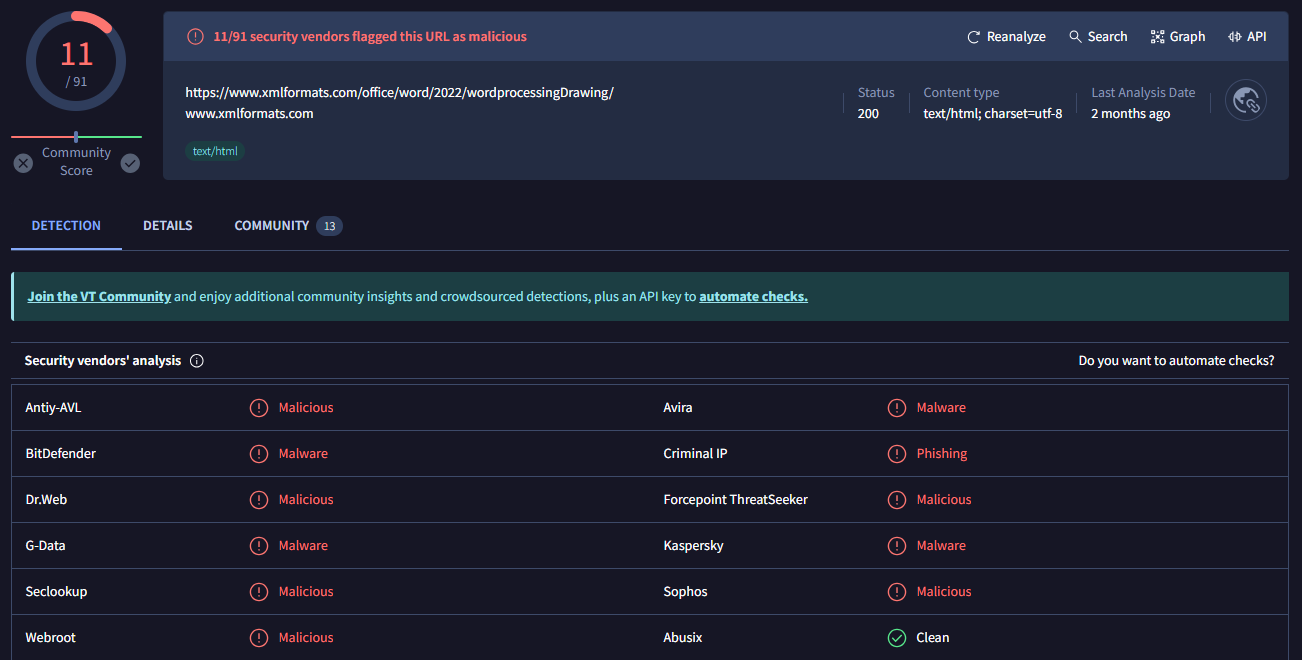 11
/ 91
Community
Score
11/91 security vendors flagged this URL as malicious
Reanalyze Search Graph API
https://www.xmlformats.com/office/word/2022/wordprocessingDrawing/
www.xmlformats.com
text/html
Status
200
Content type
text/html; charset=utf-8
Last Analysis Date
2 months ago
DETECTION DETAILS COMMUNITY 13
Join the VT Community and enjoy additional community insights and crowdsourced detections, plus an API key to automate checks.
Security vendors' analysis Do you want to automate checks?
Antiy-AVL Malicious Avira Malware
BitDefender Malware Criminal IP Phishing
Dr.Web Malicious Forcepoint ThreatSeeker Malicious
G-Data Malware Kaspersky Malware
Seclookup Malicious Sophos Malicious
Webroot Malicious Abusix Clean